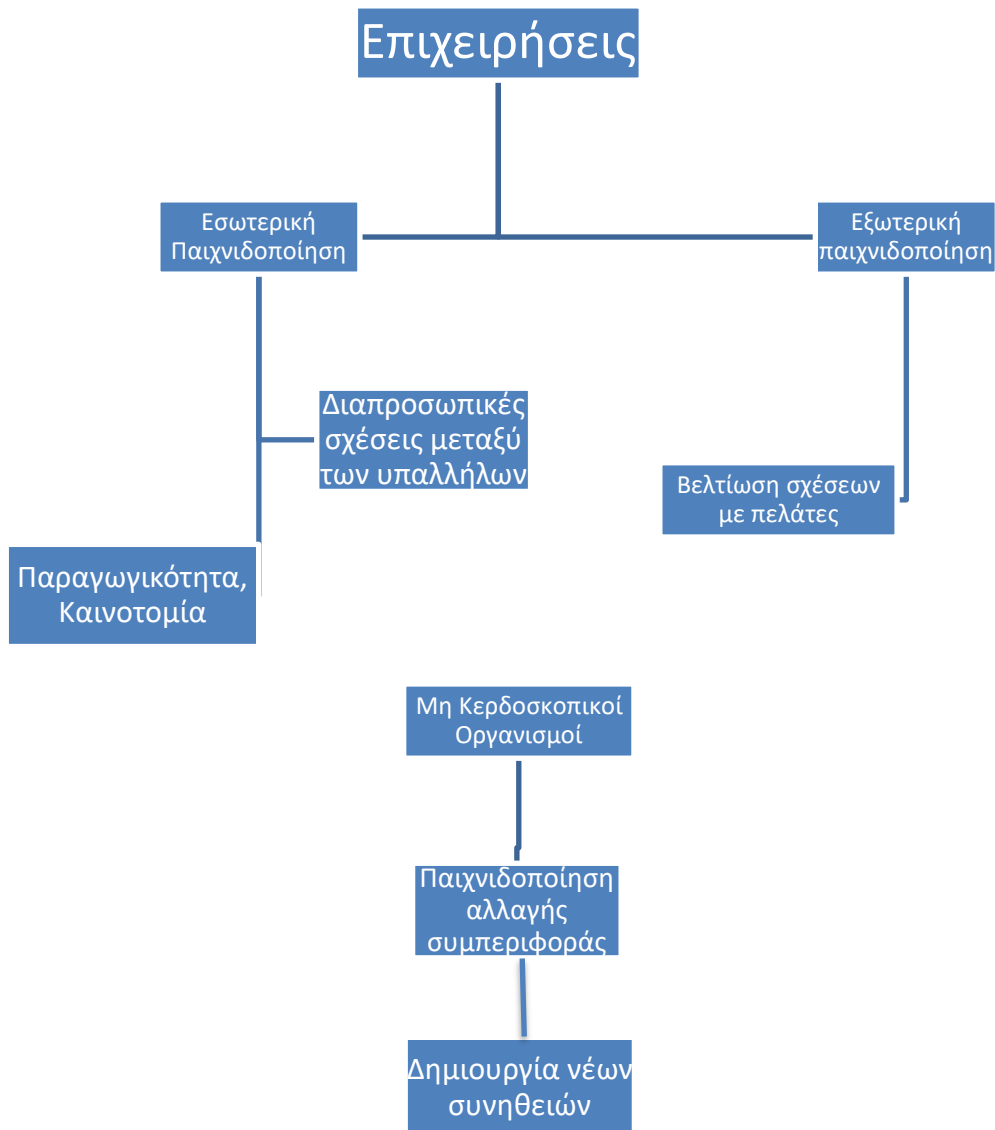 Επιχειρήσεις
Εσωτερική
Παιχνιδοποίηση
Εξωτερική
παιχνιδοποίηση
Διαπροσωπικές
σχέσεις μεταξύ
των υπαλλήλων
Βελτίωση σχέσεων
με πελάτες
Παραγωγικότητα,
Καινοτομία
Μη Κερδοσκοπικοί
Οργανισμοί
Παιχνιδοποίηση
αλλαγής
συμπεριφοράς
Δημιουργία νέων
συνηθειών